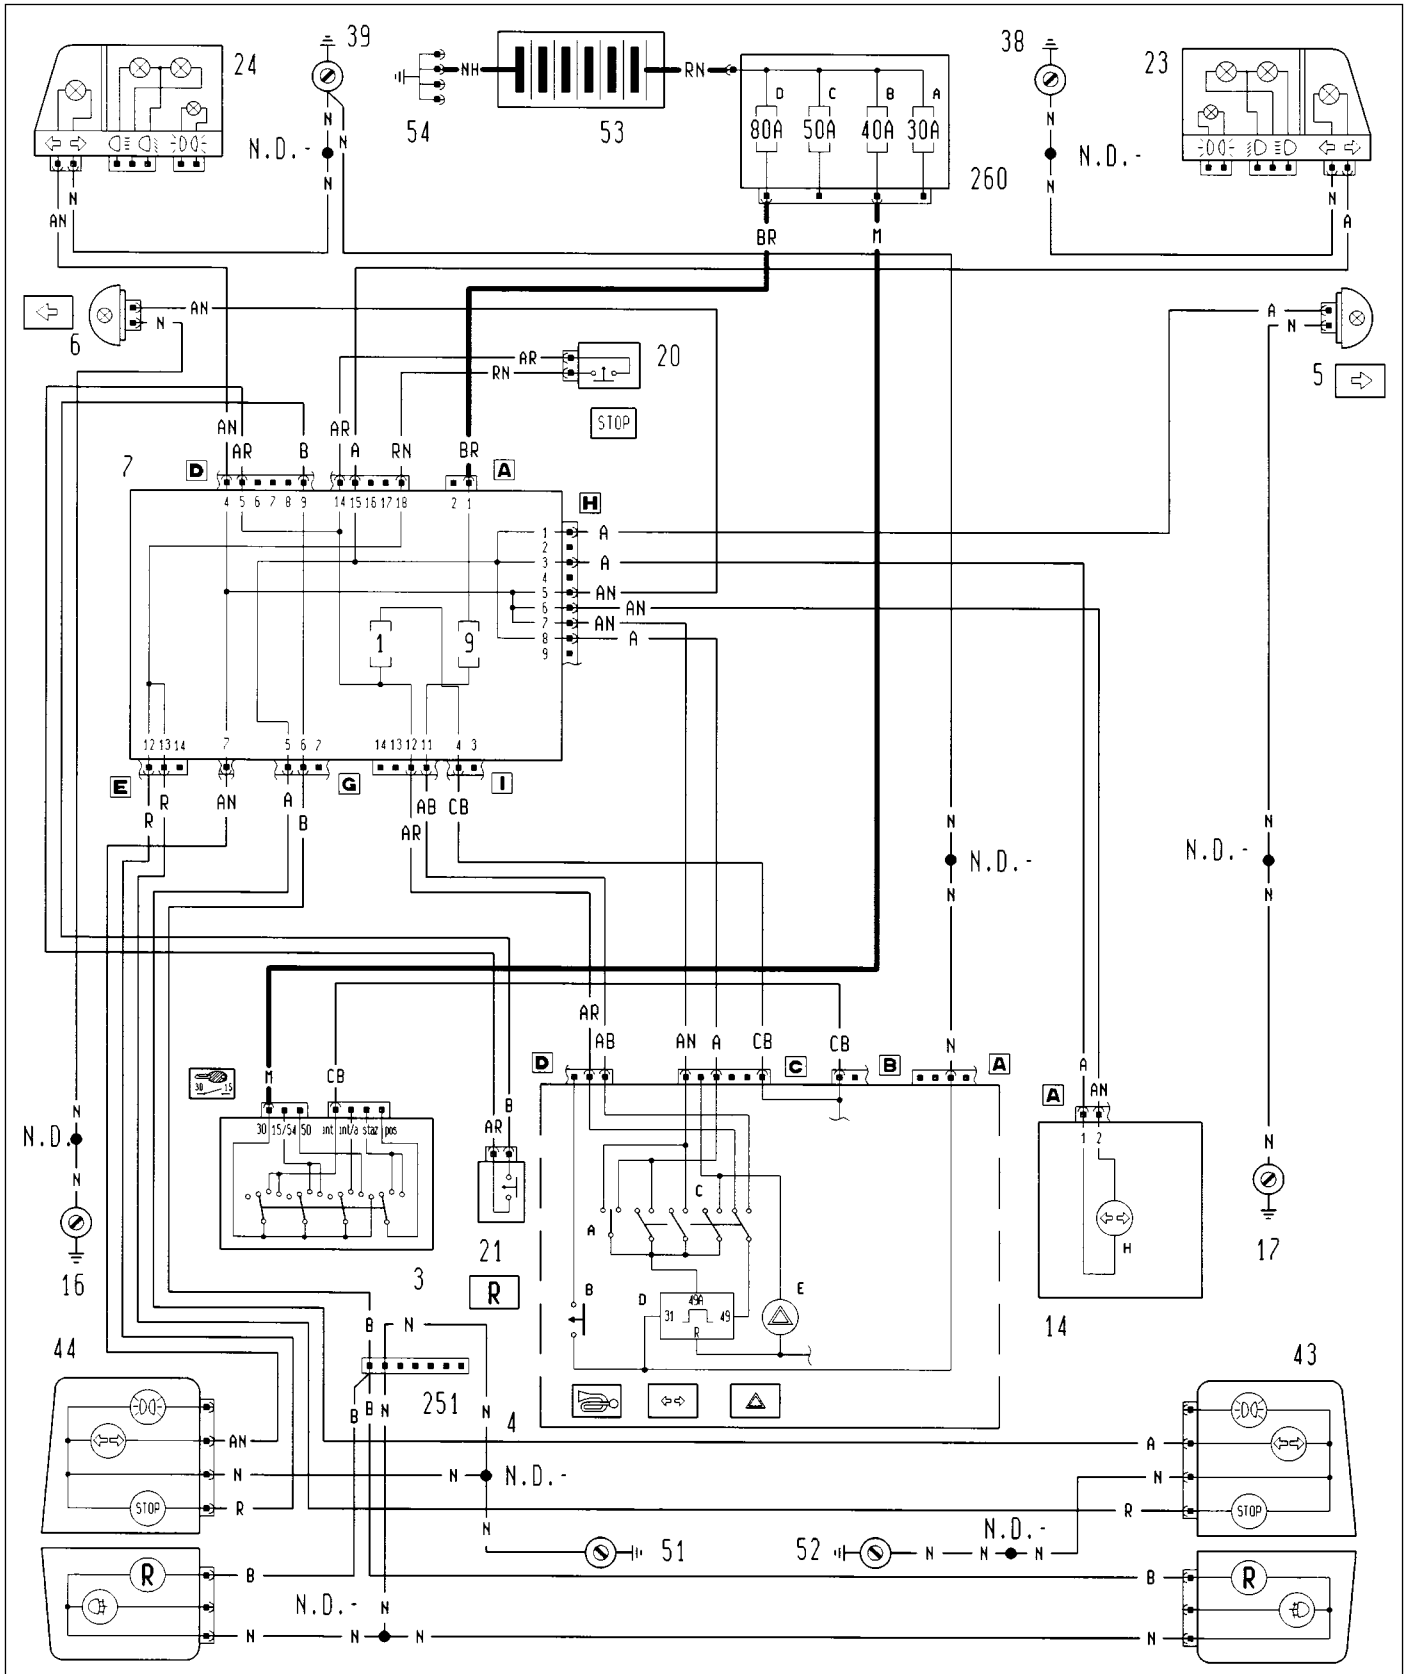 24
39
54
NH
53
RN
D
C
B
A
80A
50A
40A
30A
260
38
23
N
N
N.D.-
N
N
AN
N
N.D.-
N
N
A
BR
M
6
AN
N
AR
RN
20
STOP
A
N
5
AN
AR
B
AR
A
RN
BR
7
D
A
H
4 5 6 7 8 9
14 15 16 17 18
2 1
1
2
3
4
5
6
7
8
9
A
A
AN
AN
AN
A
1
9
12 13 14
7
5 6 7
14 13 12 11
4 3
E
G
I
R
R
AN
A
B
AR
AB
CB
N
N.D.-
N
N
N.D.-
N
AR
AB
AN
A
CB
CB
N
D
C
B
A
A
AN
A
1 2
H
14
30 15
M
CB
30 15/54 50 int int/a staz pos
3
AR
B
21
R
N
N.D.
N
16
N
17
A
C
B
D
49A
31
49
R
E
4
44
B
N
251
B
B
N
N
43
AN
N
R
STOP
N
N.D.-
N
A
N
R
STOP
51
52
N
N
N.D.-
N
R
B
N
N.D.-
N
N
N
B
N
R